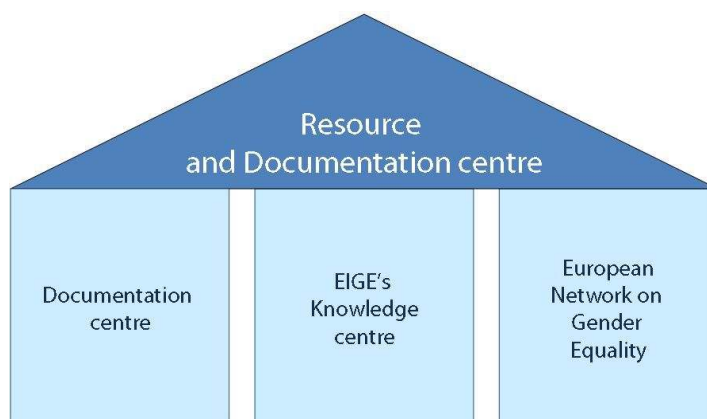 Resource
and Documentation centre
Documentation
centre
EIGE‘s
Knowledge
centre
European
Network on
Gender
Equality